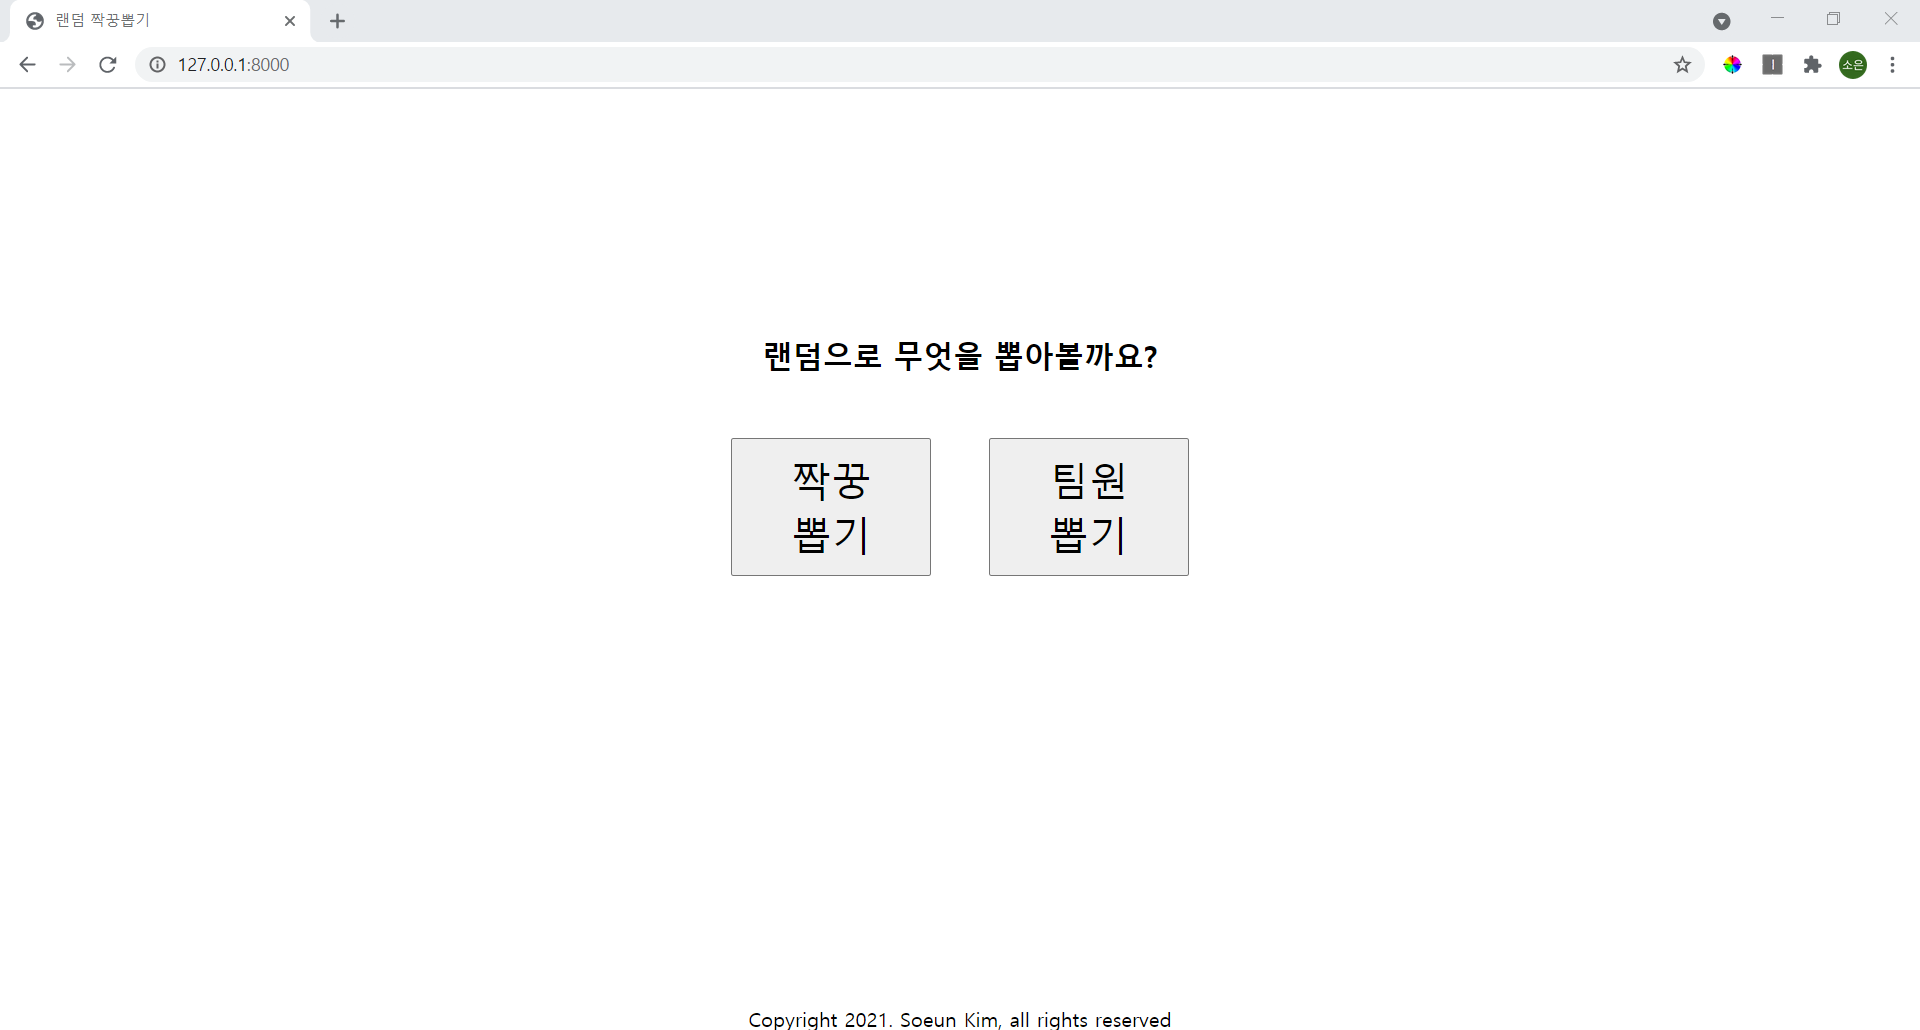 랜덤 짝꿍뽑기
127.0.0.1:8000
소은
랜덤으로 무엇을 뽑아볼까요?
짝꿍
뽑기
팀원
뽑기
Copyright 2021. Soeun Kim, all rights reserved